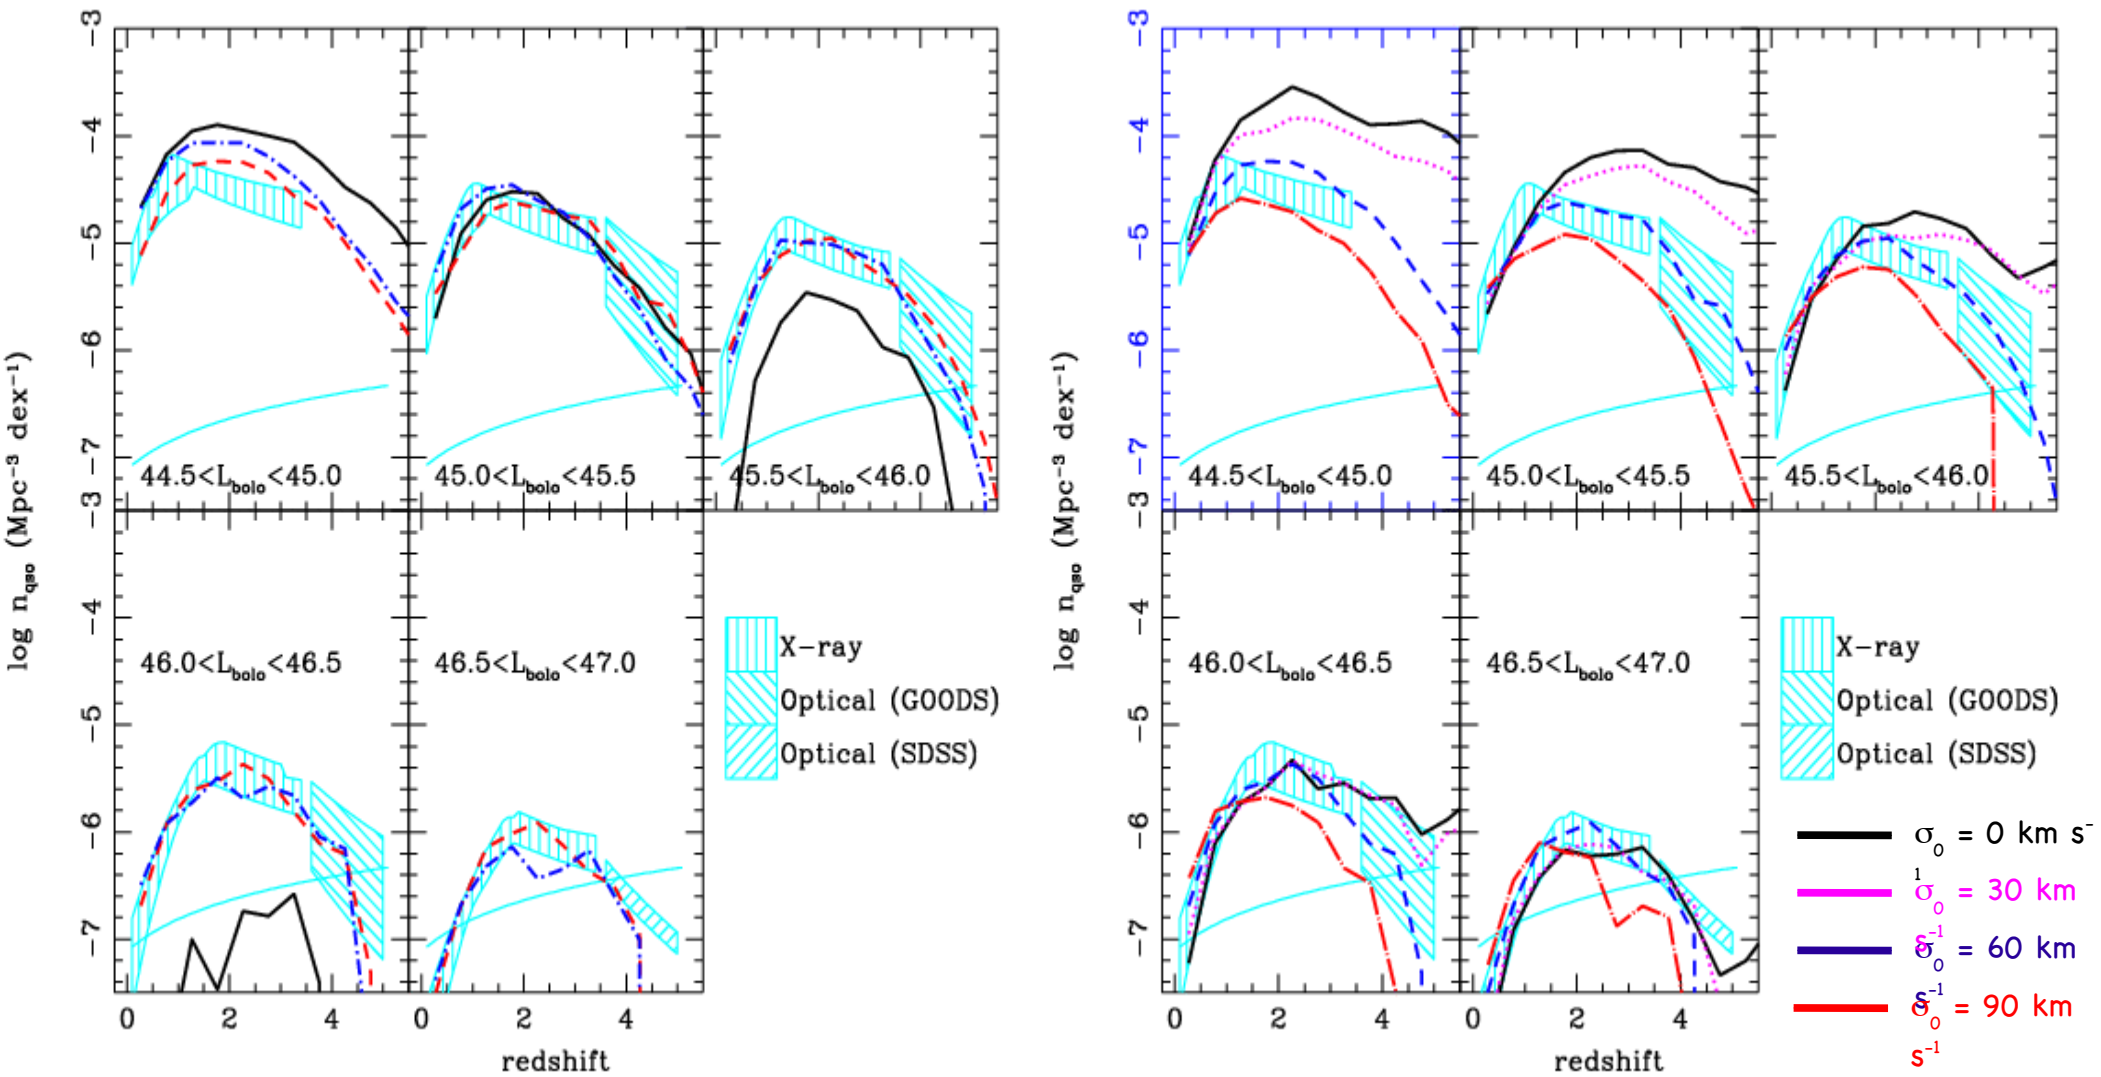 -3
-4
-5
-6
-7
-3
-4
-5
-6
-7
log n_qso (Mpc⁻³ dex⁻¹)
44.5<L_bolo<45.0
45.0<L_bolo<45.5
45.5<L_bolo<46.0
46.0<L_bolo<46.5
46.5<L_bolo<47.0
X-ray
Optical (GOODS)
Optical (SDSS)
0 2 4 0 2 4
redshift
-3
-4
-5
-6
-7
-3
-4
-5
-6
-7
log n_qso (Mpc⁻³ dex⁻¹)
44.5<L_bolo<45.0
45.0<L_bolo<45.5
45.5<L_bolo<46.0
46.0<L_bolo<46.5
46.5<L_bolo<47.0
X-ray
Optical (GOODS)
Optical (SDSS)
σ₀ = 0 km s⁻
¹
σ₀ = 30 km
s⁻¹
σ₀ = 60 km
s⁻¹
σ₀ = 90 km
s⁻¹
0 2 4 0 2 4
redshift